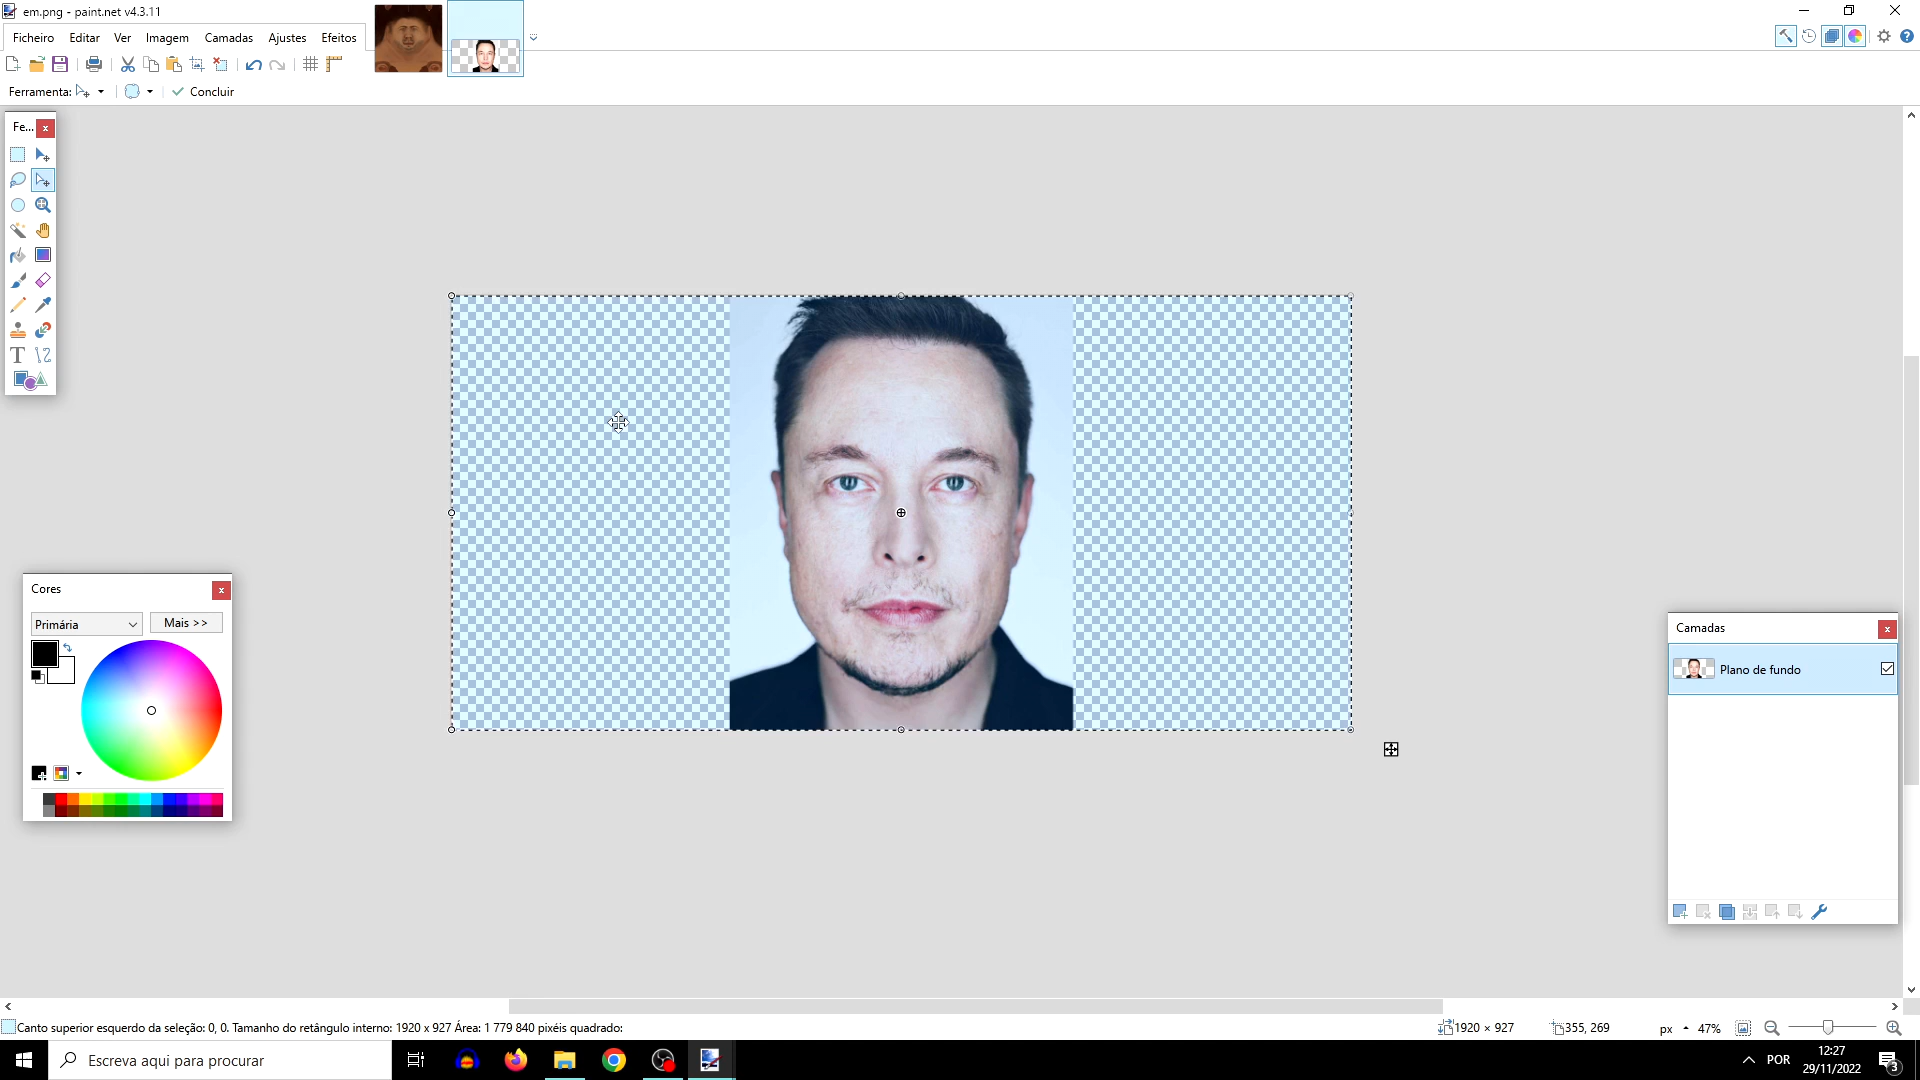 em.png - paint.net v4.3.11
Ficheiro Editar Ver Imagem Camadas Ajustes Efeitos
Ferramenta: Concluir
Fe...
Cores
Primária Mais >>
Camadas
Plano de fundo
Canto superior esquerdo da seleção: 0, 0. Tamanho do retângulo interno: 1920 x 927 Área: 1 779 840 pixéis quadrado: 1920 × 927 355, 269 px 47%
Escreva aqui para procurar
POR
12:27
29/11/2022
3